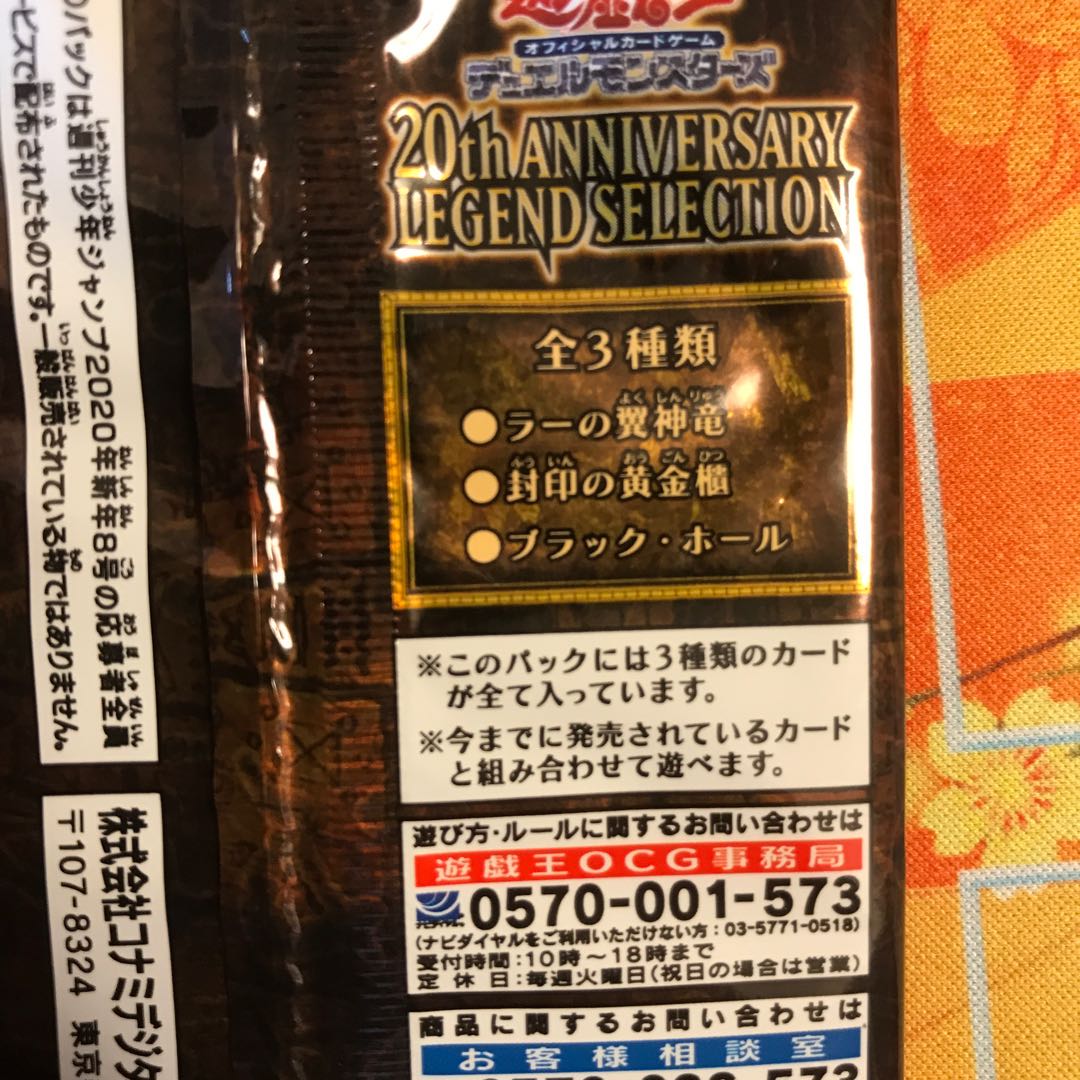 オフィシャルカードゲーム
デュエルモンスターズ
20th ANNIVERSARY
LEGEND SELECTION
全3種類
●ラーの翼神竜
●封印の黄金櫃
●ブラック・ホール
※このパックには3種類のカード
が全て入っています。
※今までに発売されているカード
と組み合わせて遊べます。
遊び方・ルールに関するお問い合わせは
遊戯王OCG事務局
0570-001-573
(ナビダイヤルをご利用いただけない方：03-5771-0518)
受付時間：10時～18時まで
定休日：毎週火曜日(祝日の場合は営業)
商品に関するお問い合わせは
お客様相談室
パックは週刊少年ジャンプ2020年新年8号の応募者全員
ービスで配布されたものです。一般販売されている物ではありません。
株式会社コナミデジタ
〒107-8324 東京